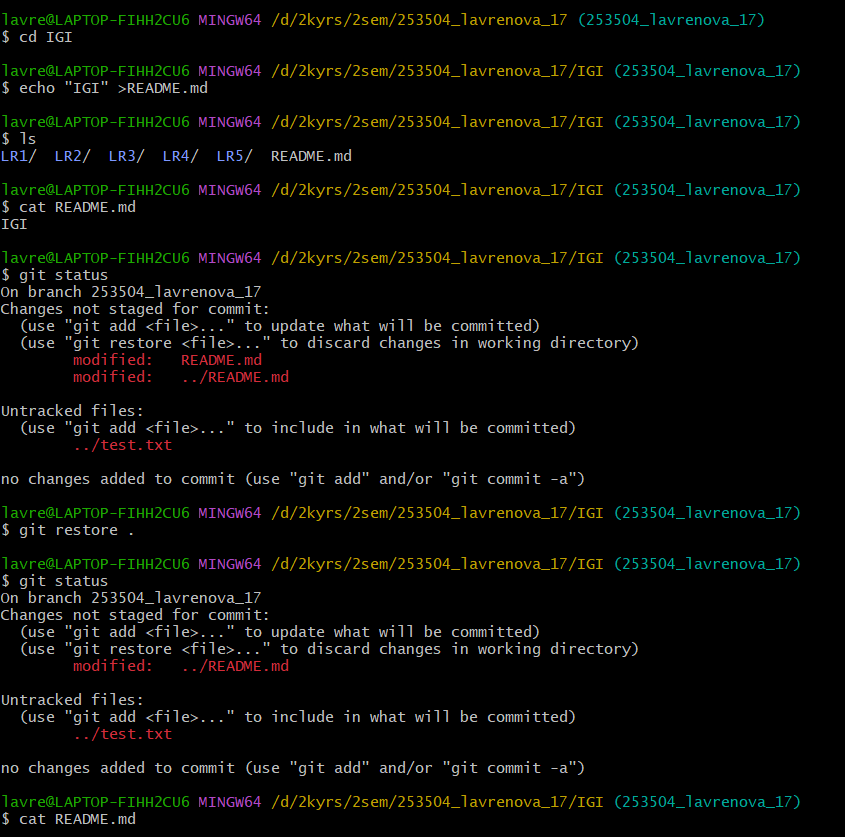 lavre@LAPTOP-FIHH2CU6 MINGW64 /d/2kyrs/2sem/253504_lavrenova_17 (253504_lavrenova_17)
$ cd IGI
lavre@LAPTOP-FIHH2CU6 MINGW64 /d/2kyrs/2sem/253504_lavrenova_17/IGI (253504_lavrenova_17)
$ echo "IGI" >README.md
lavre@LAPTOP-FIHH2CU6 MINGW64 /d/2kyrs/2sem/253504_lavrenova_17/IGI (253504_lavrenova_17)
$ ls
LR1/  LR2/  LR3/  LR4/  LR5/  README.md
lavre@LAPTOP-FIHH2CU6 MINGW64 /d/2kyrs/2sem/253504_lavrenova_17/IGI (253504_lavrenova_17)
$ cat README.md
IGI
lavre@LAPTOP-FIHH2CU6 MINGW64 /d/2kyrs/2sem/253504_lavrenova_17/IGI (253504_lavrenova_17)
$ git status
On branch 253504_lavrenova_17
Changes not staged for commit:
  (use "git add <file>..." to update what will be committed)
  (use "git restore <file>..." to discard changes in working directory)
        modified:   README.md
        modified:   ../README.md
Untracked files:
  (use "git add <file>..." to include in what will be committed)
        ../test.txt
no changes added to commit (use "git add" and/or "git commit -a")
lavre@LAPTOP-FIHH2CU6 MINGW64 /d/2kyrs/2sem/253504_lavrenova_17/IGI (253504_lavrenova_17)
$ git restore .
lavre@LAPTOP-FIHH2CU6 MINGW64 /d/2kyrs/2sem/253504_lavrenova_17/IGI (253504_lavrenova_17)
$ git status
On branch 253504_lavrenova_17
Changes not staged for commit:
  (use "git add <file>..." to update what will be committed)
  (use "git restore <file>..." to discard changes in working directory)
        modified:   ../README.md
Untracked files:
  (use "git add <file>..." to include in what will be committed)
        ../test.txt
no changes added to commit (use "git add" and/or "git commit -a")
lavre@LAPTOP-FIHH2CU6 MINGW64 /d/2kyrs/2sem/253504_lavrenova_17/IGI (253504_lavrenova_17)
$ cat README.md